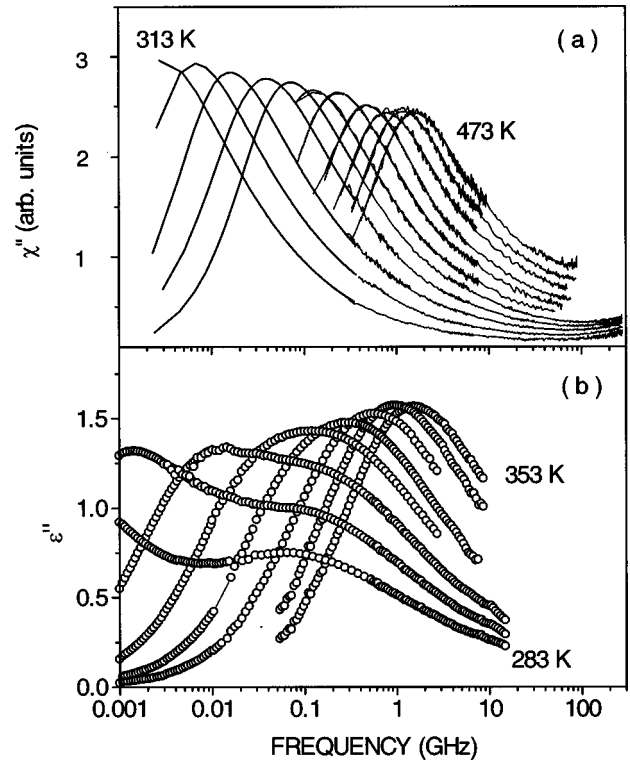 313 K
(a)
473 K
3
2
1
χ" (arb. units)
(b)
1.5
1.0
0.5
0.0
ε"
353 K
283 K
0.001
0.01
0.1
1
10
100
FREQUENCY (GHz)